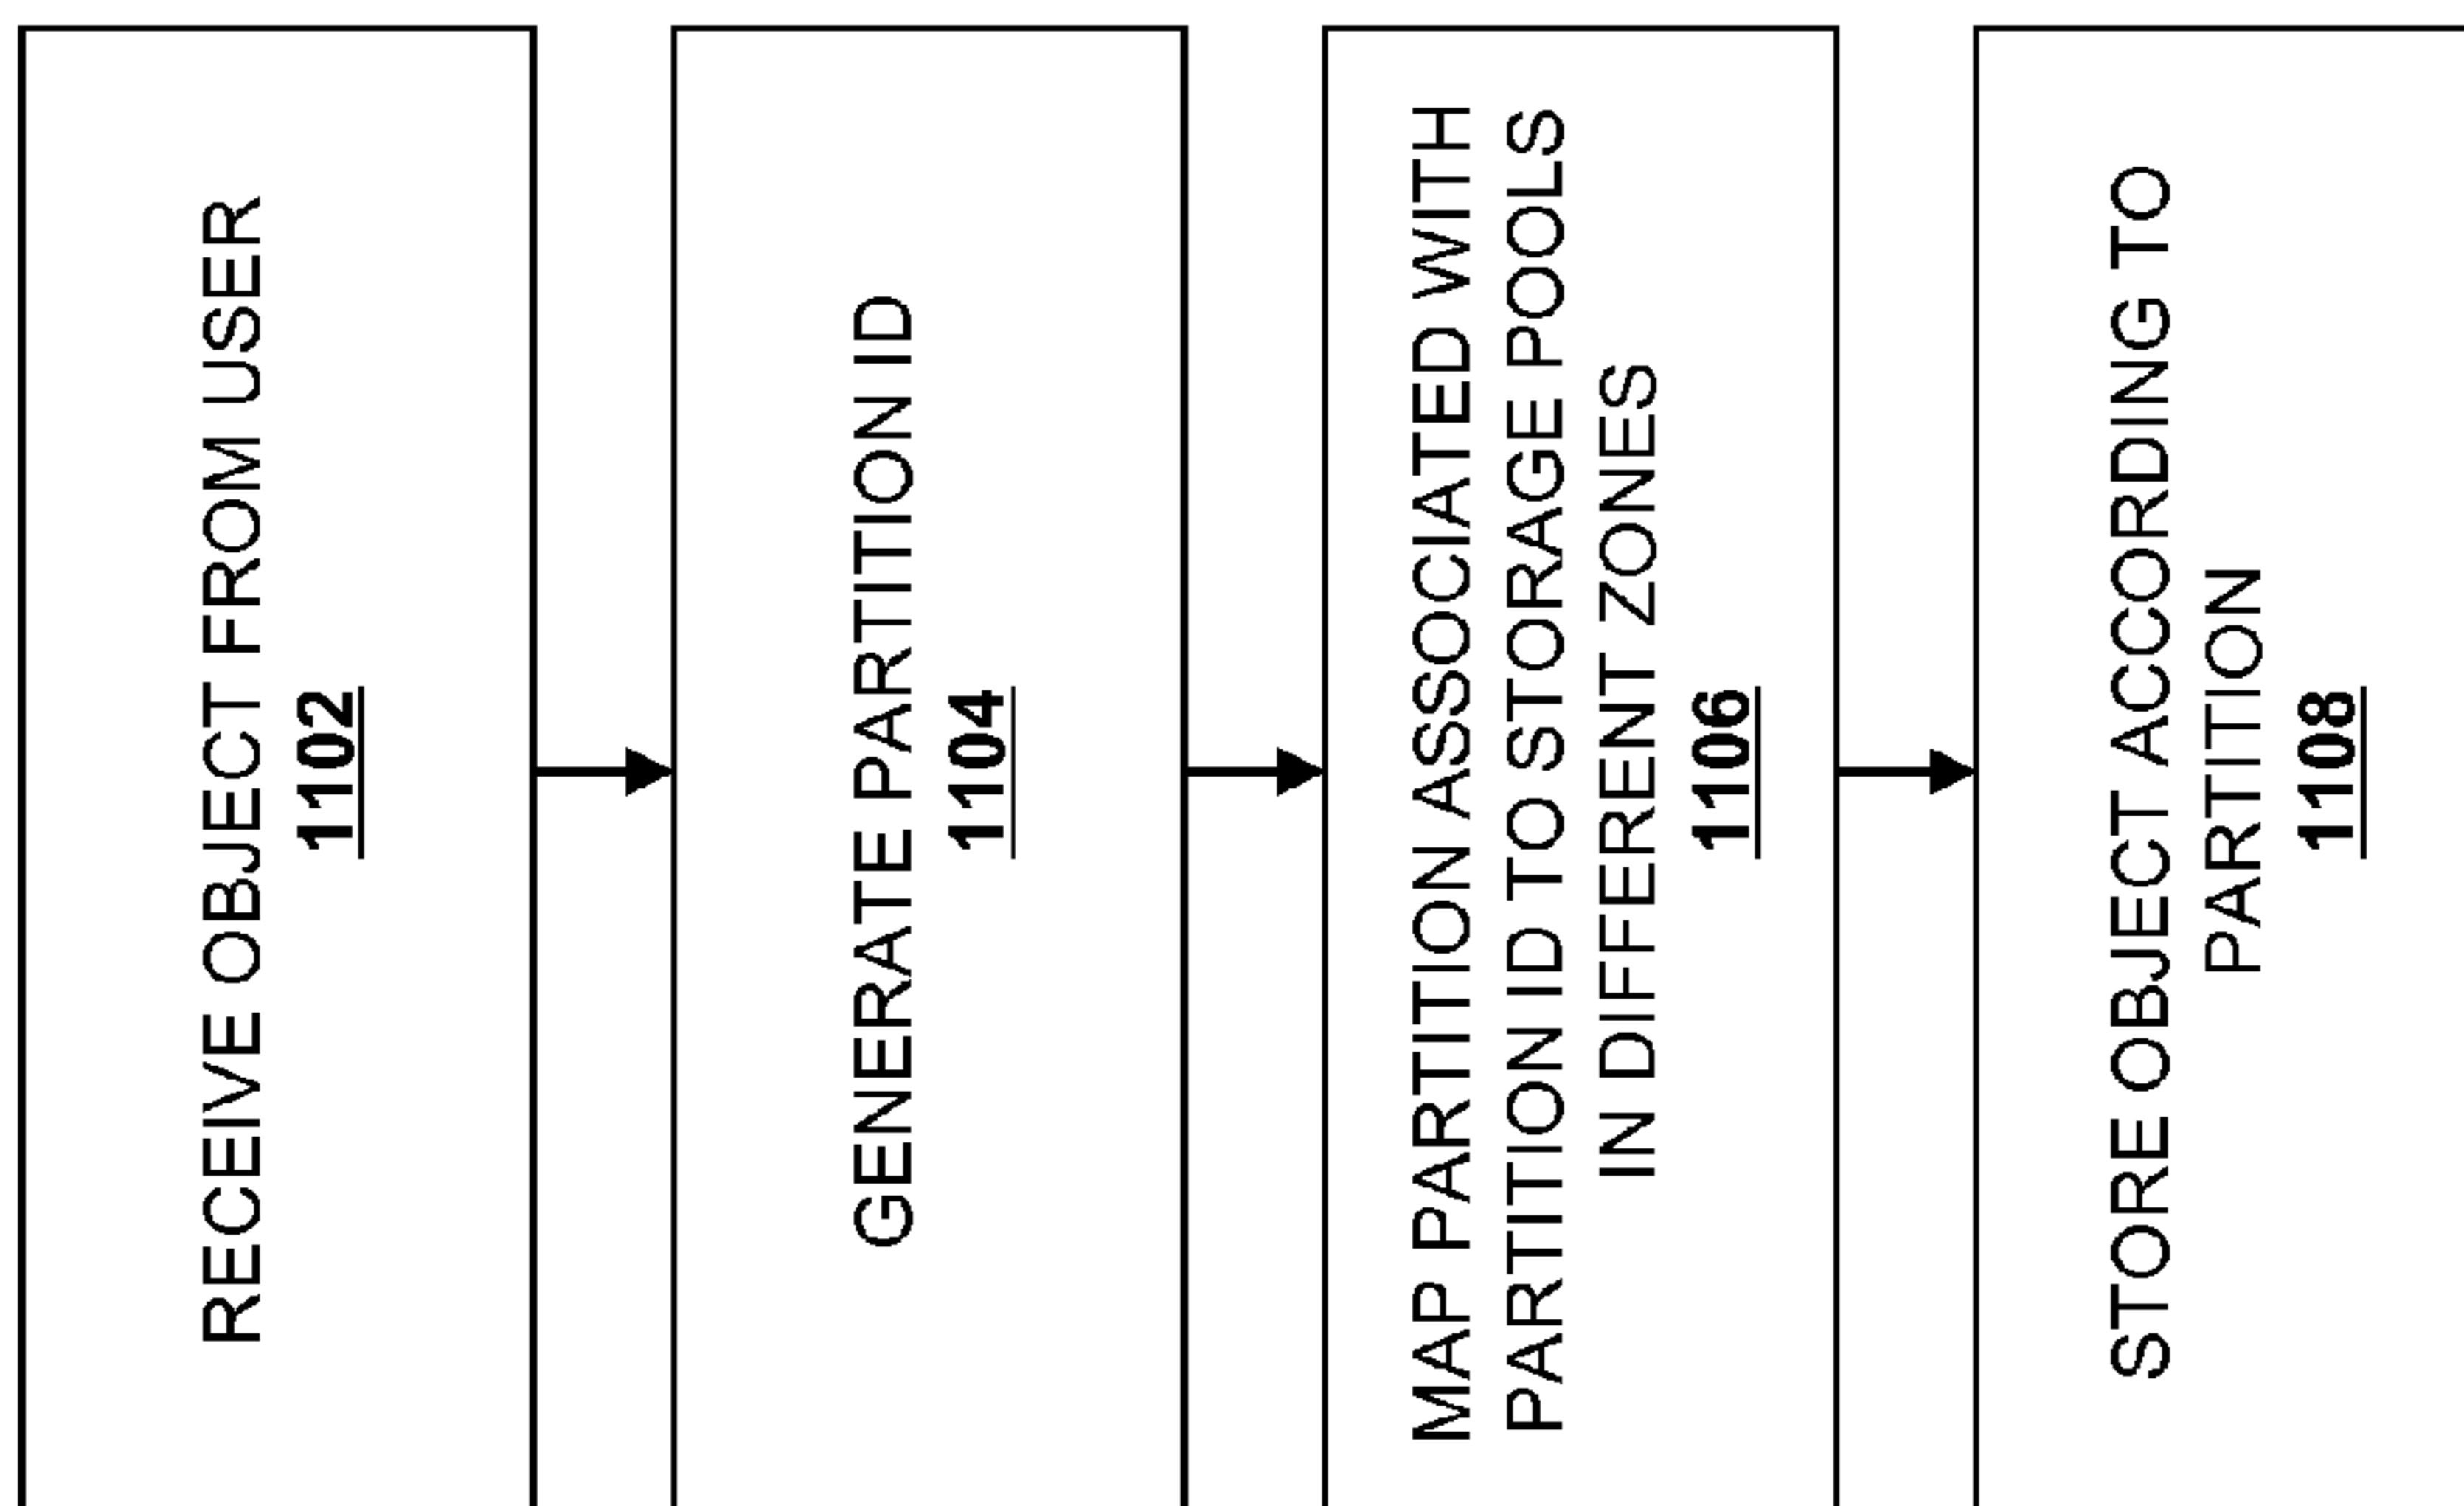 RECEIVE OBJECT FROM USER
1102
GENERATE PARTITION ID
1104
MAP PARTITION ASSOCIATED WITH
PARTITION ID TO STORAGE POOLS
IN DIFFERENT ZONES
1106
STORE OBJECT ACCORDING TO
PARTITION
1108